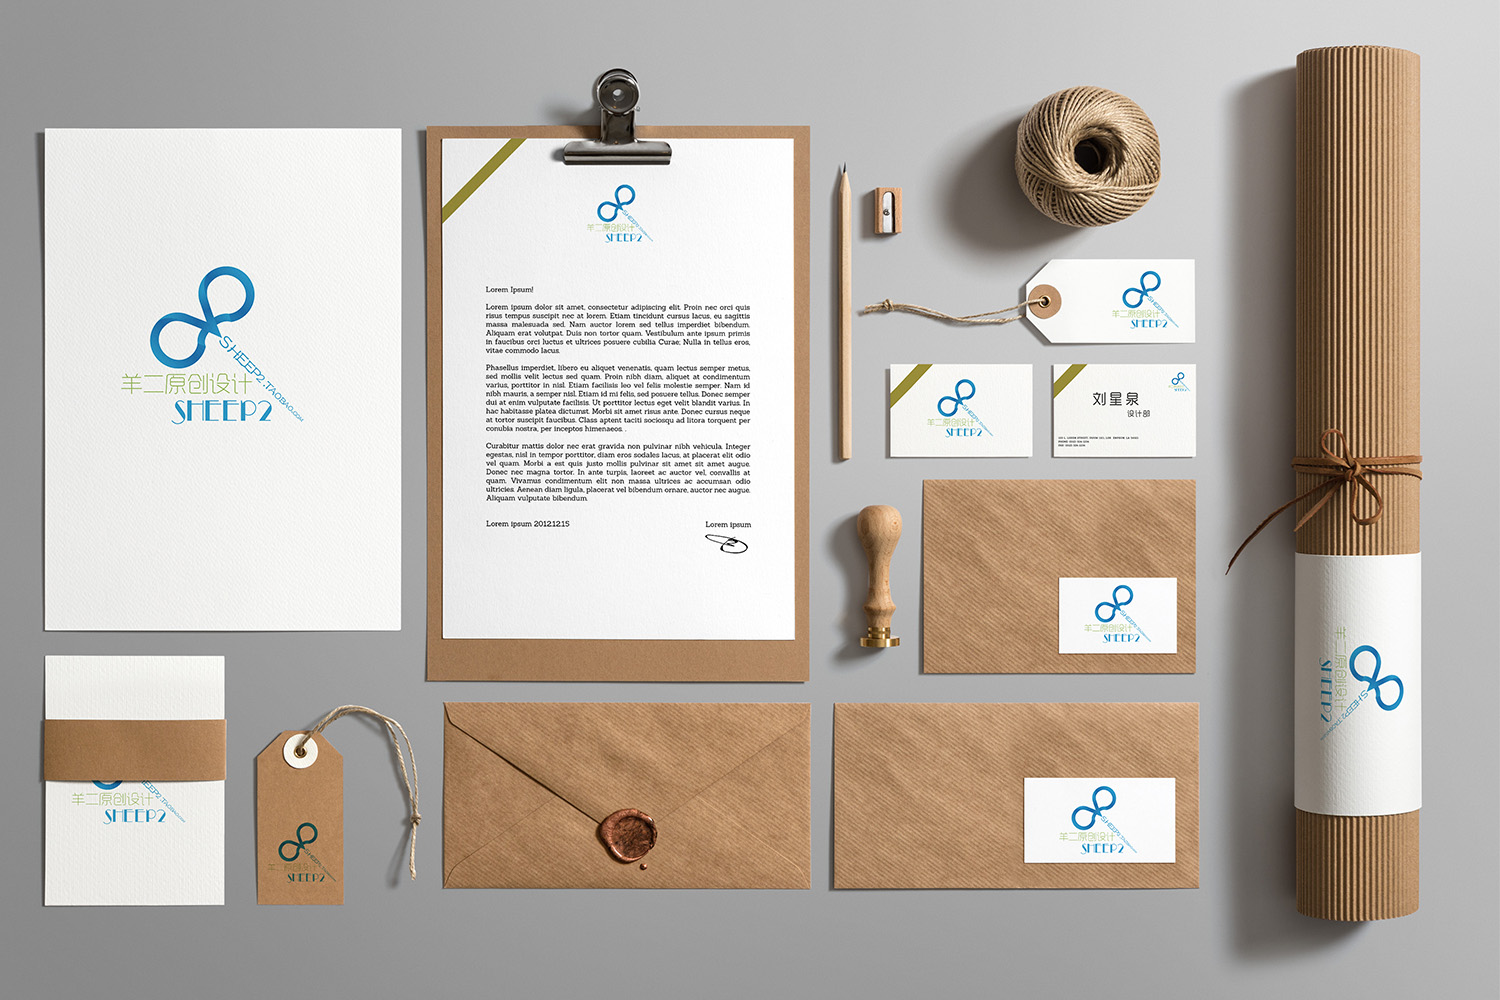 SHEEP2.TAOBAO.COM
羊二原创设计
SHEEP2
羊二原创设计
SHEEP2
Lorem Ipsum!
Lorem ipsum dolor sit amet, consectetur adipiscing elit. Proin nec orci quis
risus tempus suscipit nec at lorem. Etiam tincidunt cursus lacus, eu sagittis
massa malesuada sed. Nam auctor lorem sed tellus imperdiet bibendum.
Aliquam erat volutpat. Duis non tortor quam. Vestibulum ante ipsum primis
in faucibus orci luctus et ultrices posuere cubilia Curae; Nulla in tellus eros,
vitae commodo lacus.
Phasellus imperdiet, libero eu aliquet venenatis, quam lectus semper metus,
sed mollis velit lectus sed quam. Proin nibh diam, aliquet at condimentum
varius, porttitor in nisl. Etiam facilisis leo vel felis molestie semper. Nam id
nibh mauris, a semper nisl. Etiam id mi felis, sed posuere tellus. Donec semper
dui at enim vulputate facilisis. Ut porttitor lectus eget velit blandit varius. In
hac habitasse platea dictumst. Morbi sit amet risus ante. Donec cursus neque
at tortor suscipit faucibus. Class aptent taciti sociosqu ad litora torquent per
conubia nostra, per inceptos himenaeos. .
Curabitur mattis dolor nec erat gravida non pulvinar nibh vehicula. Integer
egestas, nisl in tempor porttitor, diam eros sodales lacus, at placerat elit odio
vel quam. Morbi a est quis justo mollis pulvinar sit amet sit amet augue.
Donec nec magna tortor. In ante turpis, laoreet ac auctor vel, convallis at
quam. Vivamus condimentum elit non massa ultrices ac accumsan odio
ultricies. Aenean diam ligula, placerat vel bibendum ornare, auctor nec augue.
Aliquam vulputate bibendum
Lorem ipsum 2012.12.15 Lorem ipsum
羊二原创设计
SHEEP2
羊二原创设计
SHEEP2
刘星泉
设计部
羊二原创设计
SHEEP2
羊二原创设计
SHEEP2
羊二原创设计
SHEEP2
羊二原创设计
SHEEP2
羊二原创设计
SHEEP2